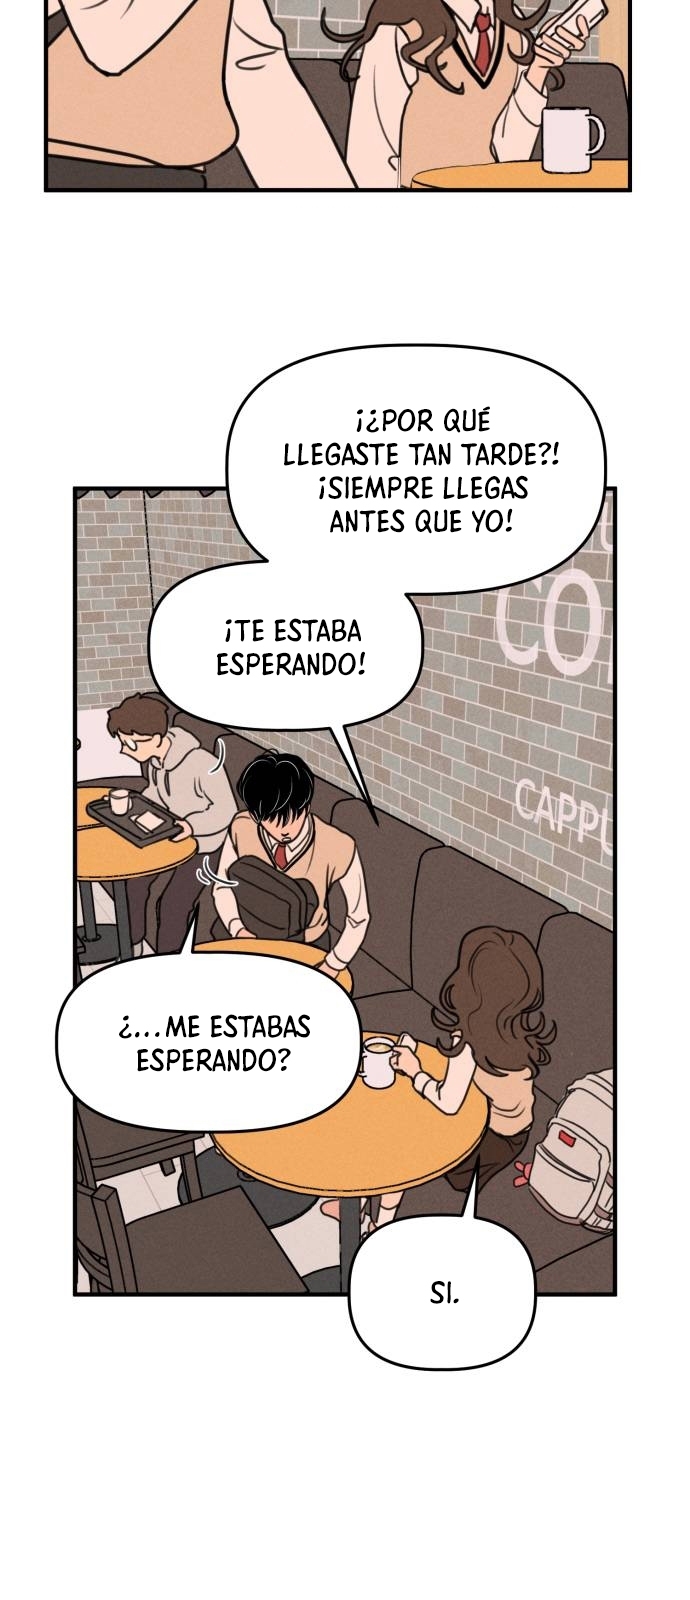 ¡¿POR QUÉ
LLEGASTE TAN TARDE?!
¡SIEMPRE LLEGAS
ANTES QUE YO!
¡TE ESTABA
ESPERANDO!
CO
CAPPU
¿...ME ESTABAS
ESPERANDO?
SI.